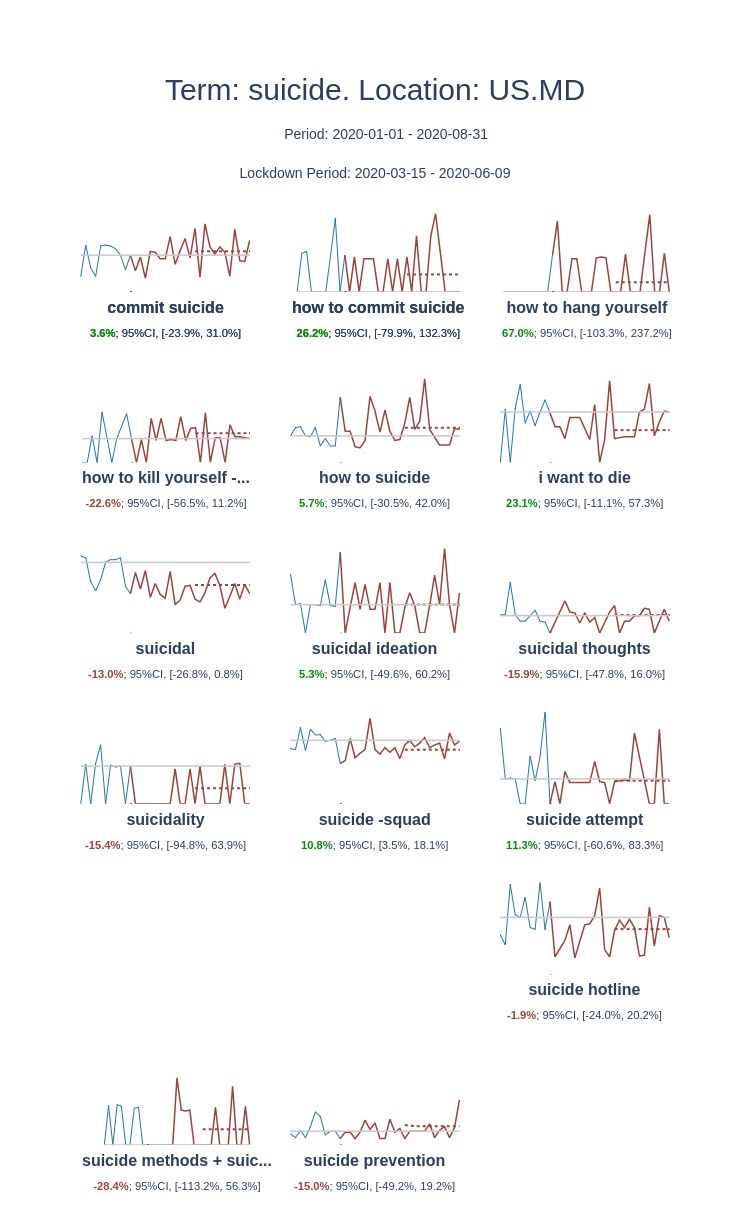 Term: suicide. Location: US.MD
Period: 2020-01-01 - 2020-08-31
Lockdown Period: 2020-03-15 - 2020-06-09
commit suicide
how to commit suicide
how to hang yourself
3.6%; 95%CI, [-23.9%, 31.0%]
26.2%; 95%CI, [-79.9%, 132.3%]
67.0%; 95%CI, [-103.3%, 237.2%]
how to kill yourself -...
how to suicide
i want to die
-22.6%; 95%CI, [-56.5%, 11.2%]
5.7%; 95%CI, [-30.5%, 42.0%]
23.1%; 95%CI, [-11.1%, 57.3%]
suicidal
suicidal ideation
suicidal thoughts
-13.0%; 95%CI, [-26.8%, 0.8%]
5.3%; 95%CI, [-49.6%, 60.2%]
-15.9%; 95%CI, [-47.8%, 16.0%]
suicidality
suicide -squad
suicide attempt
-15.4%; 95%CI, [-94.8%, 63.9%]
10.8%; 95%CI, [3.5%, 18.1%]
11.3%; 95%CI, [-60.6%, 83.3%]
suicide hotline
-1.9%; 95%CI, [-24.0%, 20.2%]
suicide methods + suic...
suicide prevention
-28.4%; 95%CI, [-113.2%, 56.3%]
-15.0%; 95%CI, [-49.2%, 19.2%]